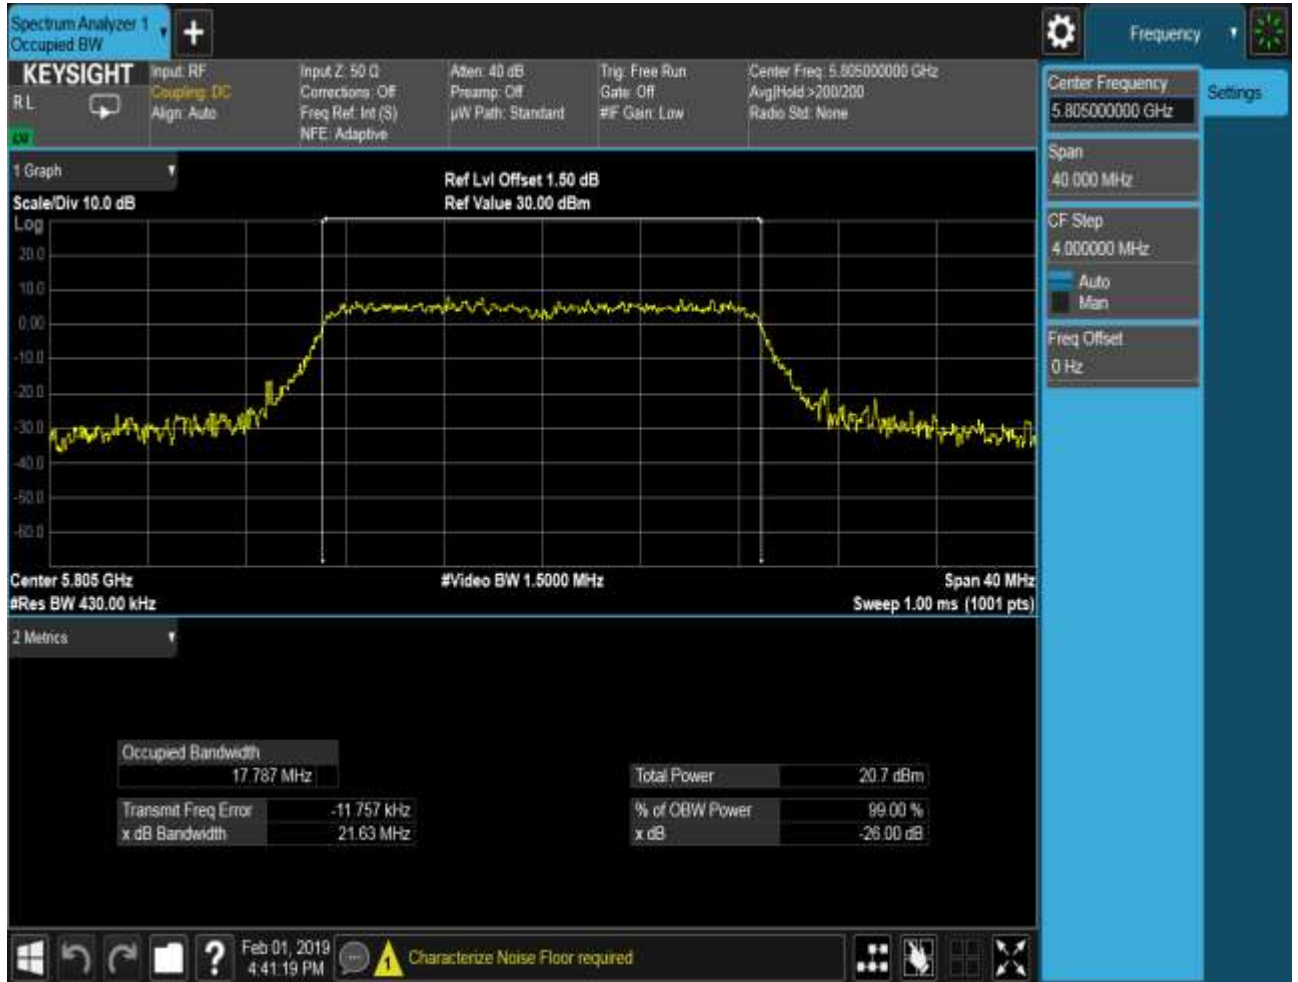 Spectrum Analyzer 1
Occupied BW
+
Frequency
KEYSIGHT
R L
Input: RF
Coupling: DC
Align: Auto
Input Z: 50 Ω
Corrections: Off
Freq Ref: Int (S)
NFE: Adaptive
Atten: 40 dB
Preamp: Off
µW Path: Standard
Trig: Free Run
Gate: Off
#IF Gain: Low
Center Freq: 5.805000000 GHz
Avg|Hold:>200/200
Radio Std: None
Center Frequency
5.805000000 GHz
Settings
Span
40.000 MHz
CF Step
4.000000 MHz
Auto
Man
Freq Offset
0 Hz
1 Graph
Scale/Div 10.0 dB
Ref Lvl Offset 1.50 dB
Ref Value 30.00 dBm
Log
20.0
10.0
0.00
-10.0
-20.0
-30.0
-40.0
-50.0
-60.0
Center 5.805 GHz
#Video BW 1.5000 MHz
Span 40 MHz
#Res BW 430.00 kHz
Sweep 1.00 ms (1001 pts)
2 Metrics
Occupied Bandwidth
17.787 MHz
Total Power 20.7 dBm
Transmit Freq Error -11.757 kHz
% of OBW Power 99.00 %
x dB Bandwidth 21.63 MHz
x dB -26.00 dB
?
Feb 01, 2019
4:41:19 PM
1
Characterize Noise Floor required